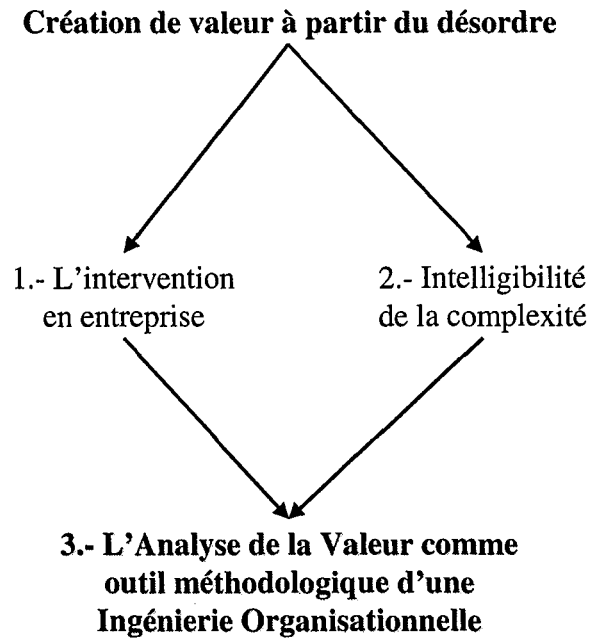 Création de valeur à partir du désordre
1.- L'intervention
en entreprise
2.- Intelligibilité
de la complexité
3.- L'Analyse de la Valeur comme
outil méthodologique d'une
Ingénierie Organisationnelle